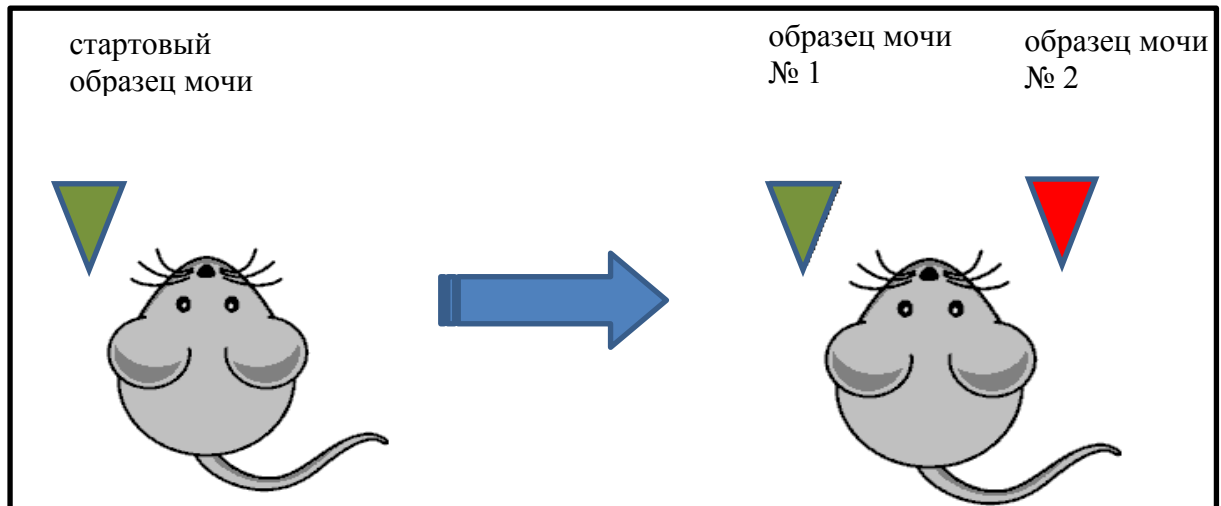 стартовый
образец мочи
образец мочи
№ 1
образец мочи
№ 2